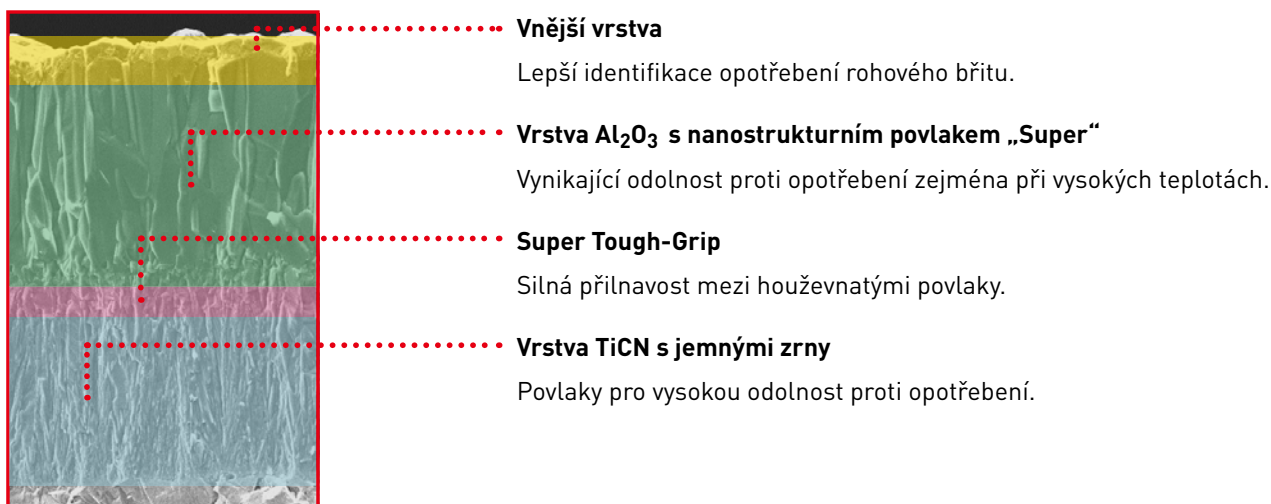 Vnější vrstva
Lepší identifikace opotřebení rohového břitu.
Vrstva Al₂O₃ s nanostrukturním povlakem „Super“
Vynikající odolnost proti opotřebení zejména při vysokých teplotách.
Super Tough-Grip
Silná přilnavost mezi houževnatými povlaky.
Vrstva TiCN s jemnými zrny
Povlaky pro vysokou odolnost proti opotřebení.